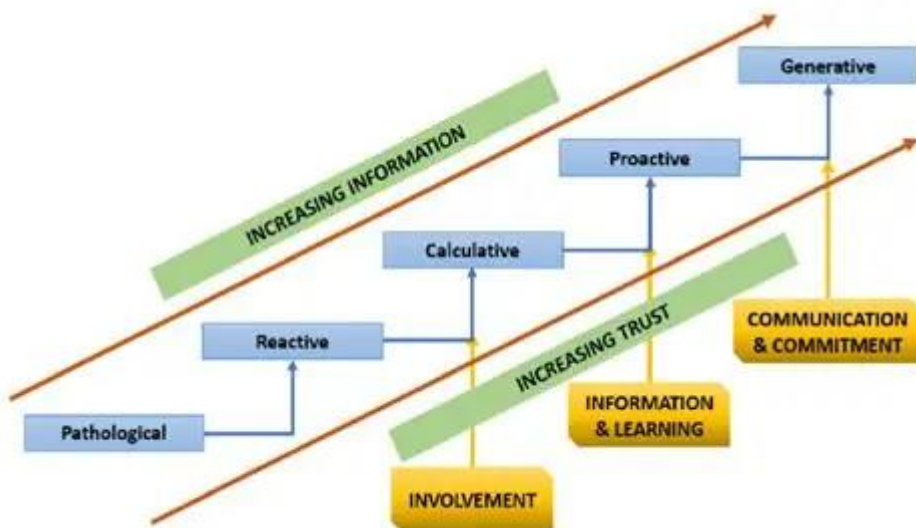 Generative
Proactive
INCREASING INFORMATION
Calculative
Reactive
Pathological
INCREASING TRUST
COMMUNICATION
& COMMITMENT
INFORMATION
& LEARNING
INVOLVEMENT